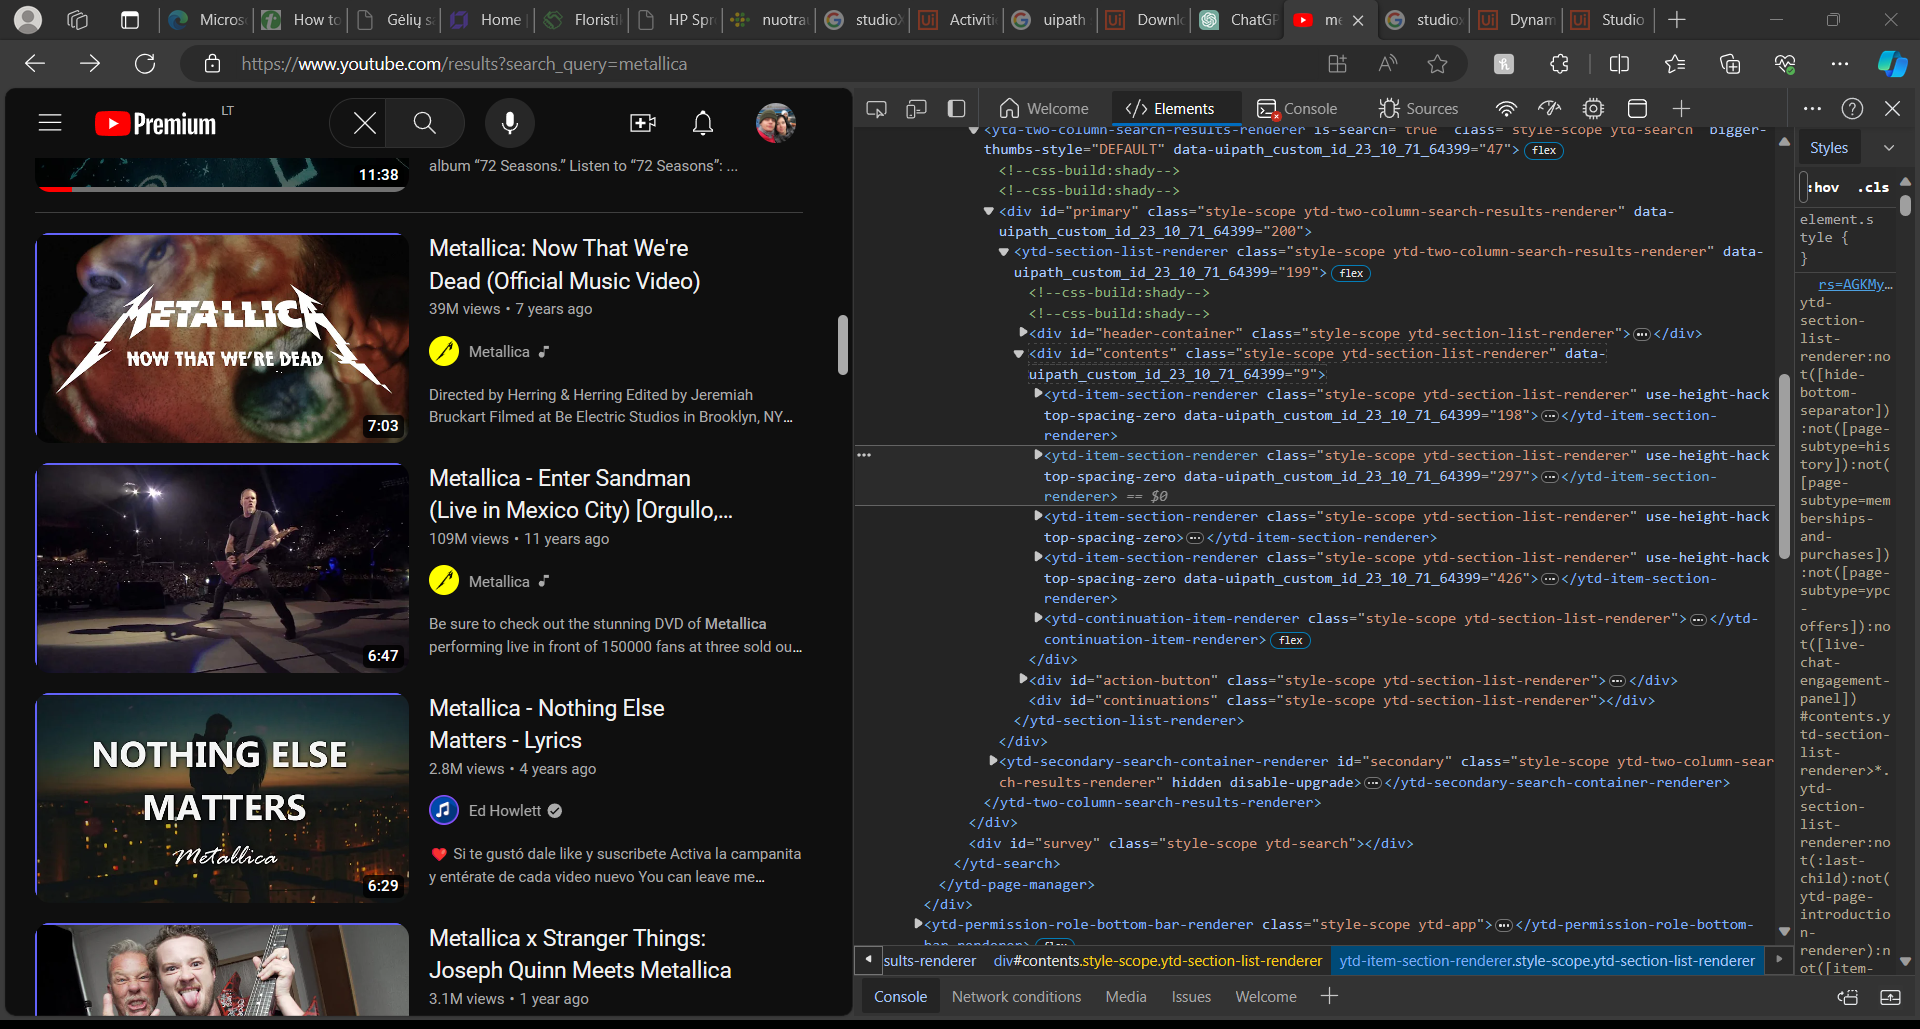 Micros
How to
Gėlių s
Home
Floristi
HP Spr
nuotra
studioX
Activiti
uipath
Downl
ChatGP
me
studiox
Dynam
Studio
https://www.youtube.com/results?search_query=metallica
Premium LT
Welcome
Elements
Console
Sources
11:38
album “72 Seasons.” Listen to “72 Seasons”: ...
METALLICA
NOW THAT WE'RE DEAD
7:03
Metallica: Now That We're
Dead (Official Music Video)
39M views • 7 years ago
Metallica
Directed by Herring & Herring Edited by Jeremiah
Bruckart Filmed at Be Electric Studios in Brooklyn, NY...
6:47
Metallica - Enter Sandman
(Live in Mexico City) [Orgullo,...
109M views • 11 years ago
Metallica
Be sure to check out the stunning DVD of Metallica
performing live in front of 150000 fans at three sold ou...
NOTHING ELSE
MATTERS
Metallica
6:29
Metallica - Nothing Else
Matters - Lyrics
2.8M views • 4 years ago
Ed Howlett
❤ Si te gustó dale like y suscribete Activa la campanita
y entérate de cada video nuevo You can leave me...
Metallica x Stranger Things:
Joseph Quinn Meets Metallica
3.1M views • 1 year ago
<ytd-two-column-search-results-renderer is-search="true" class="style-scope ytd-search" bigger-
thumbs-style="DEFAULT" data-uipath_custom_id_23_10_71_64399="47"> flex
<!--css-build:shady-->
<!--css-build:shady-->
<div id="primary" class="style-scope ytd-two-column-search-results-renderer" data-
uipath_custom_id_23_10_71_64399="200">
<ytd-section-list-renderer class="style-scope ytd-two-column-search-results-renderer" data-
uipath_custom_id_23_10_71_64399="199"> flex
<!--css-build:shady-->
<!--css-build:shady-->
<div id="header-container" class="style-scope ytd-section-list-renderer">…</div>
<div id="contents" class="style-scope ytd-section-list-renderer" data-
uipath_custom_id_23_10_71_64399="9">
<ytd-item-section-renderer class="style-scope ytd-section-list-renderer" use-height-hack
top-spacing-zero data-uipath_custom_id_23_10_71_64399="198">…</ytd-item-section-
renderer>
<ytd-item-section-renderer class="style-scope ytd-section-list-renderer" use-height-hack
top-spacing-zero data-uipath_custom_id_23_10_71_64399="297">…</ytd-item-section-
renderer> == $0
<ytd-item-section-renderer class="style-scope ytd-section-list-renderer" use-height-hack
top-spacing-zero>…</ytd-item-section-renderer>
<ytd-item-section-renderer class="style-scope ytd-section-list-renderer" use-height-hack
top-spacing-zero data-uipath_custom_id_23_10_71_64399="426">…</ytd-item-section-
renderer>
<ytd-continuation-item-renderer class="style-scope ytd-section-list-renderer">…</ytd-
continuation-item-renderer> flex
</div>
<div id="action-button" class="style-scope ytd-section-list-renderer">…</div>
<div id="continuations" class="style-scope ytd-section-list-renderer"></div>
</ytd-section-list-renderer>
</div>
<ytd-secondary-search-container-renderer id="secondary" class="style-scope ytd-two-column-sear
ch-results-renderer" hidden disable-upgrade>…</ytd-secondary-search-container-renderer>
</ytd-two-column-search-results-renderer>
</div>
<div id="survey" class="style-scope ytd-search"></div>
</ytd-search>
</ytd-page-manager>
</div>
<ytd-permission-role-bottom-bar-renderer class="style-scope ytd-app">…</ytd-permission-role-bottom-
bar-renderer> flex
sults-renderer div#contents.style-scope.ytd-section-list-renderer ytd-item-section-renderer.style-scope.ytd-section-list-renderer
Console Network conditions Media Issues Welcome
Styles
:hov .cls
element.s
tyle {
}
rs=AGKMy…
ytd-
section-
list-
renderer:no
t([hide-
bottom-
separator])
:not([page-
subtype=his
tory]):not(
[page-
subtype=mem
berships-
and-
purchases])
:not([page-
subtype=ypc
-
offers]):no
t([live-
chat-
engagement-
panel])
#contents.y
td-section-
list-
renderer>*.
ytd-
section-
list-
renderer:no
t(:last-
child):not(
ytd-page-
introductio
n-
renderer):n
ot([item-